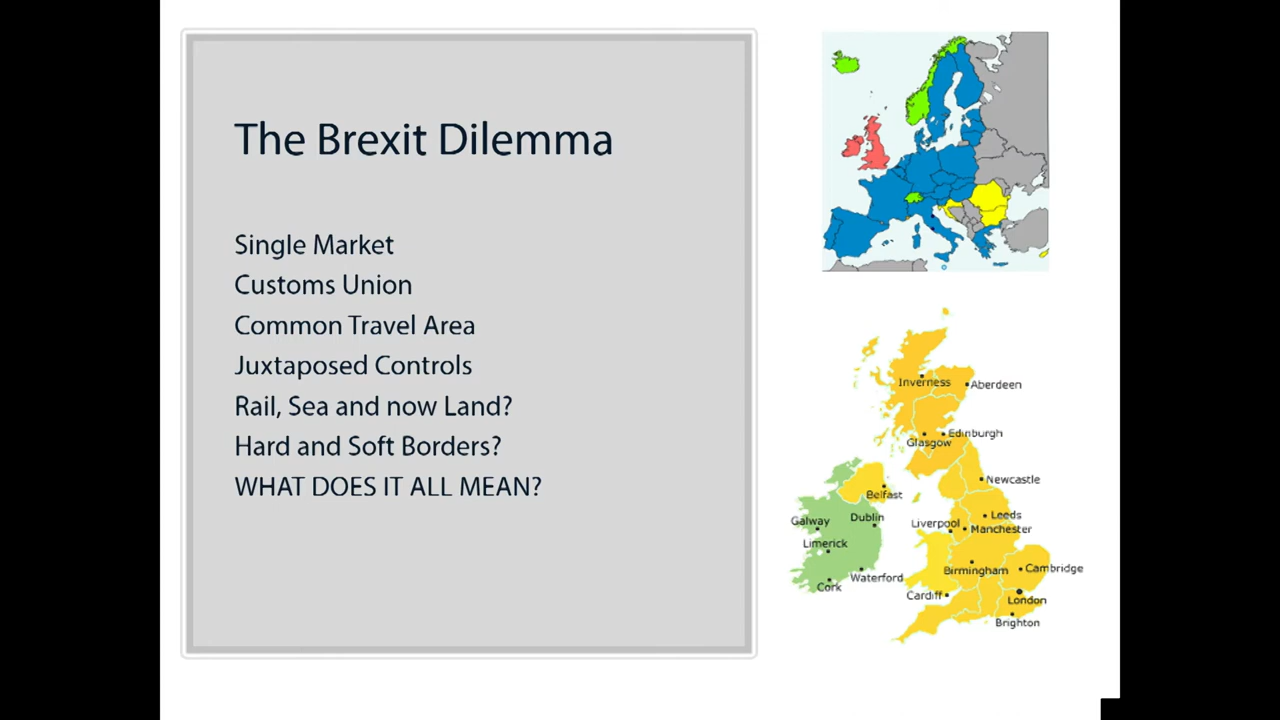 The Brexit Dilemma
Single Market
Customs Union
Common Travel Area
Juxtaposed Controls
Rail, Sea and now Land?
Hard and Soft Borders?
WHAT DOES IT ALL MEAN?
Inverness
Aberdeen
Edinburgh
Glasgow
Newcastle
Belfast
Leeds
Galway
Dublin
Liverpool
Manchester
Limerick
Birmingham
Cambridge
Waterford
Cork
Cardiff
London
Brighton